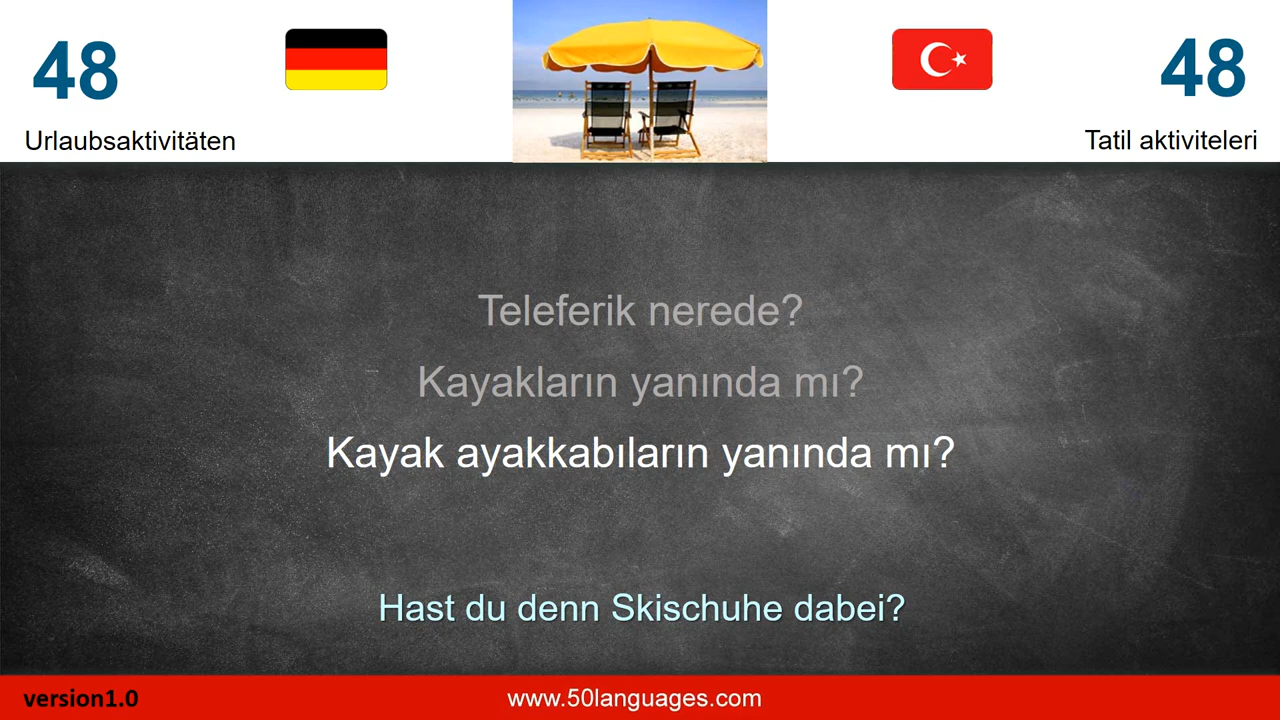 48
48
Urlaubsaktivitäten
Tatil aktiviteleri
Teleferik nerede?
Kayakların yanında mı?
Kayak ayakkabıların yanında mı?
Hast du denn Skischuhe dabei?
version1.0
www.50languages.com